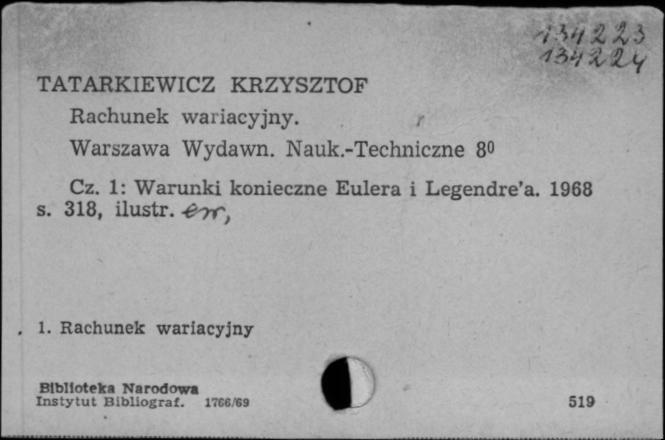 134223
134224
TATARKIEWICZ KRZYSZTOF
Rachunek wariacyjny.
Warszawa Wydawn. Nauk.-Techniczne 8⁰
Cz. 1: Warunki konieczne Eulera i Legendre'a. 1968
s. 318, ilustr.
1. Rachunek wariacyjny
Biblioteka Narodowa
Instytut Bibliograf. 1766/69
519